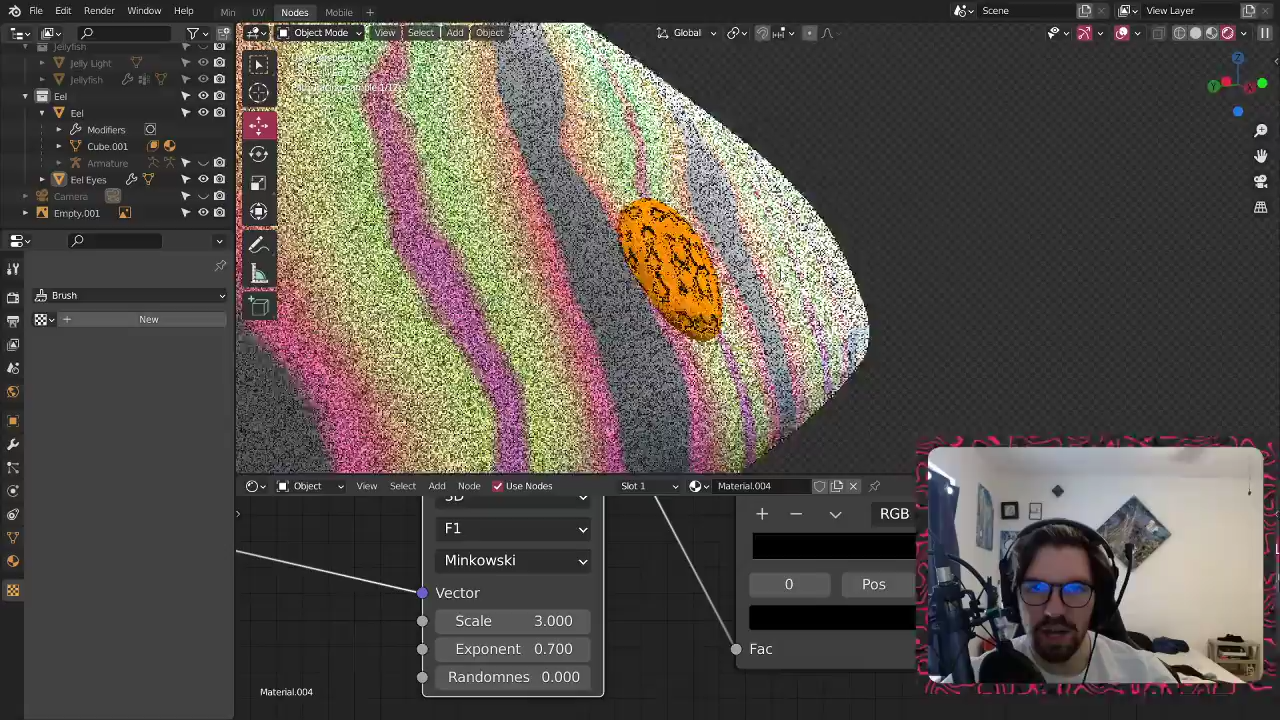 File Edit Render Window Help Min UV Nodes Mobile + Scene View Layer
Object Mode View Select Add Object Global
Jellyfish
Jelly Light
Jellyfish
Eel
Eel
Modifiers
Cube.001
Armature
Eel Eyes
Camera
Empty.001
Brush
+ New
Object View Select Add Node Use Nodes Slot 1 Material.004
F1
Minkowski
Vector
Scale 3.000
Exponent 0.700
Randomnes 0.000
Material.004
RGB
0 Pos
Fac